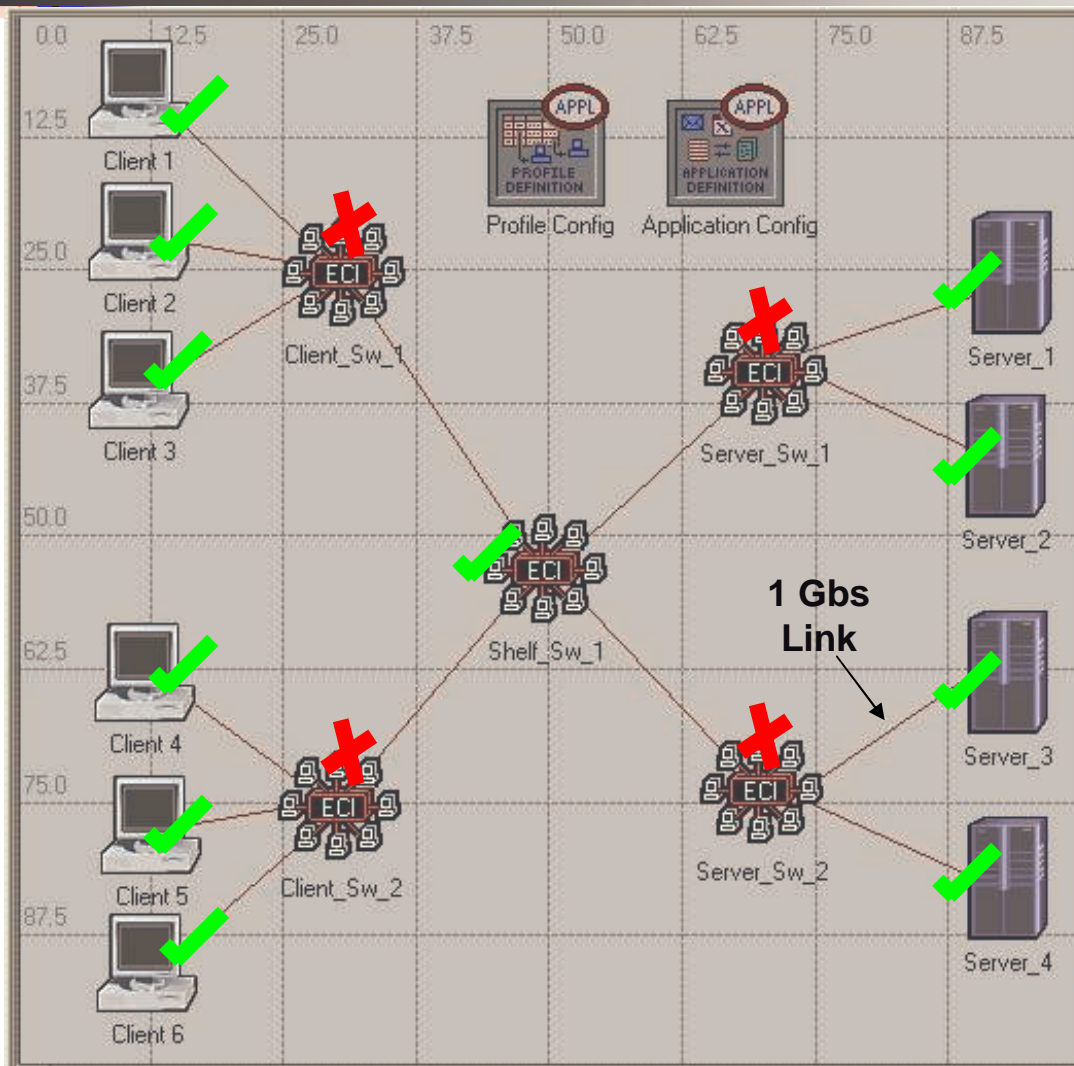 0.0 12.5 25.0 37.5 50.0 62.5 75.0 87.5
12.5
25.0
37.5
50.0
62.5
75.0
87.5
Client 1
Client 2
Client 3
Client 4
Client 5
Client 6
ECI
Client_Sw_1
ECI
Client_Sw_2
APPL
PROFILE
DEFINITION
Profile Config
APPL
APPLICATION
DEFINITION
Application Config
ECI
Shelf_Sw_1
ECI
Server_Sw_1
ECI
Server_Sw_2
1 Gbs
Link
Server_1
Server_2
Server_3
Server_4